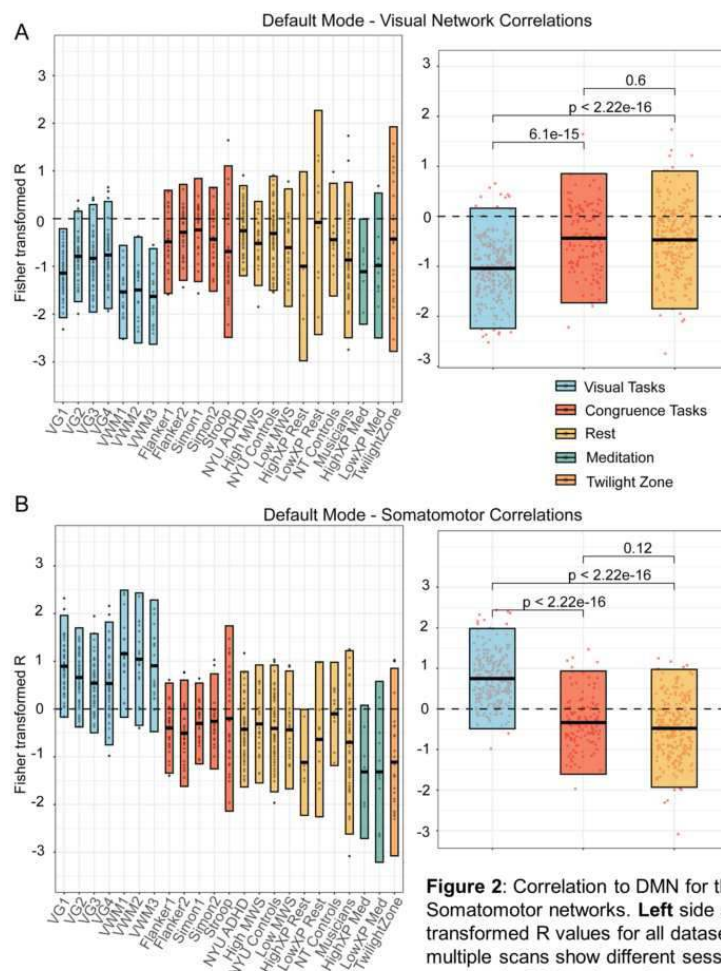 A
Default Mode - Visual Network Correlations
Fisher transformed R
3
2
1
0
-1
-2
-3
VG1
VG2
VG3
VG4
VWM1
VWM2
VWM3
Flanker1
Flanker2
Simon1
Simon2
Stroop
NYU ADHD
High MWS
NYU Controls
Low MWS
HighXP Rest
LowXP Rest
NT Controls
Musicians
HighXP Med
LowXP Med
TwilightZone
3
2
1
0
-1
-2
-3
0.6
p < 2.22e-16
6.1e-15
Visual Tasks
Congruence Tasks
Rest
Meditation
Twilight Zone
B
Default Mode - Somatomotor Correlations
Fisher transformed R
3
2
1
0
-1
-2
-3
VG1
VG2
VG3
VG4
VWM1
VWM2
VWM3
Flanker1
Flanker2
Simon1
Simon2
Stroop
NYU ADHD
High MWS
NYU Controls
Low MWS
HighXP Rest
LowXP Rest
NT Controls
Musicians
HighXP Med
LowXP Med
TwilightZone
3
2
1
0
-1
-2
-3
0.12
p < 2.22e-16
p < 2.22e-16
Figure 2: Correlation to DMN for th
Somatomotor networks. Left side
transformed R values for all datase
multiple scans show different sess